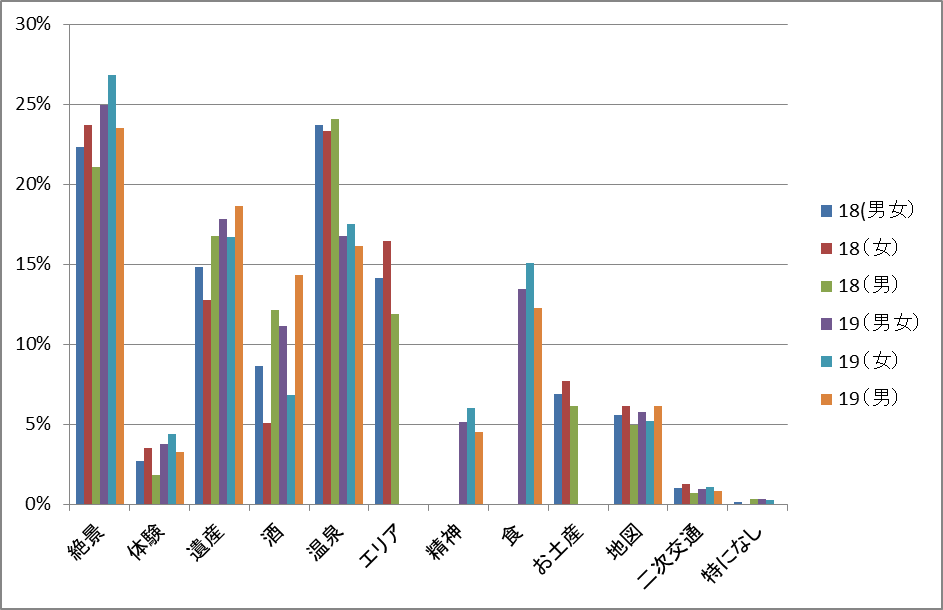 30%
25%
20%
15%
10%
5%
0%
絶景
体験
遺産
酒
温泉
エリア
精神
食
お土産
地図
二次交通
特になし
18(男女）
18（女）
18（男）
19（男女）
19（女）
19（男）